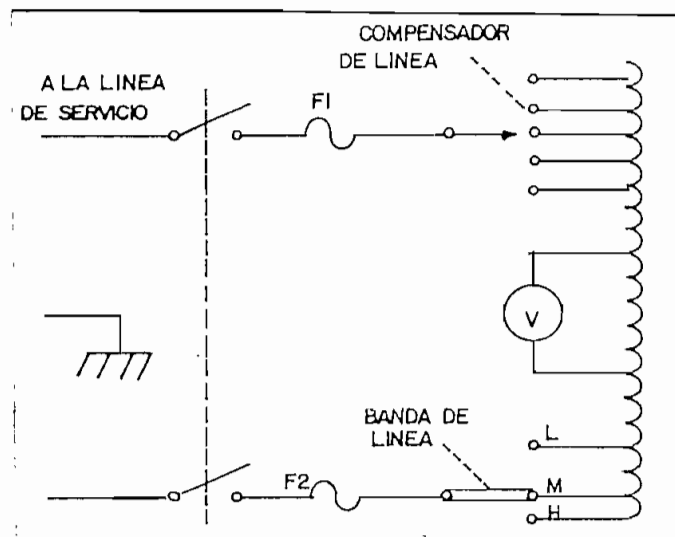 COMPENSADOR
DE LINEA
A LA LINEA
DE SERVICIO
F1
V
BANDA DE
LINEA
L
F2
M
H